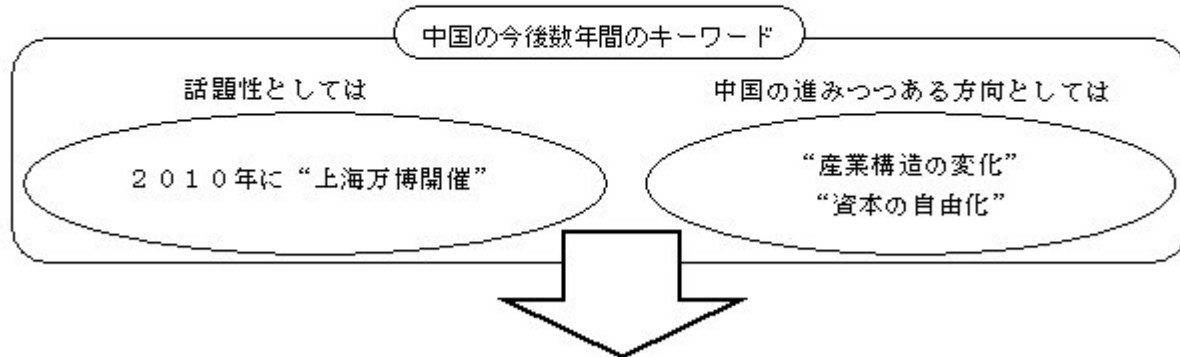 中国の今後数年間のキーワード
話題性としては
中国の進みつつある方向としては
２０１０年に“上海万博開催”
“産業構造の変化”
“資本の自由化”